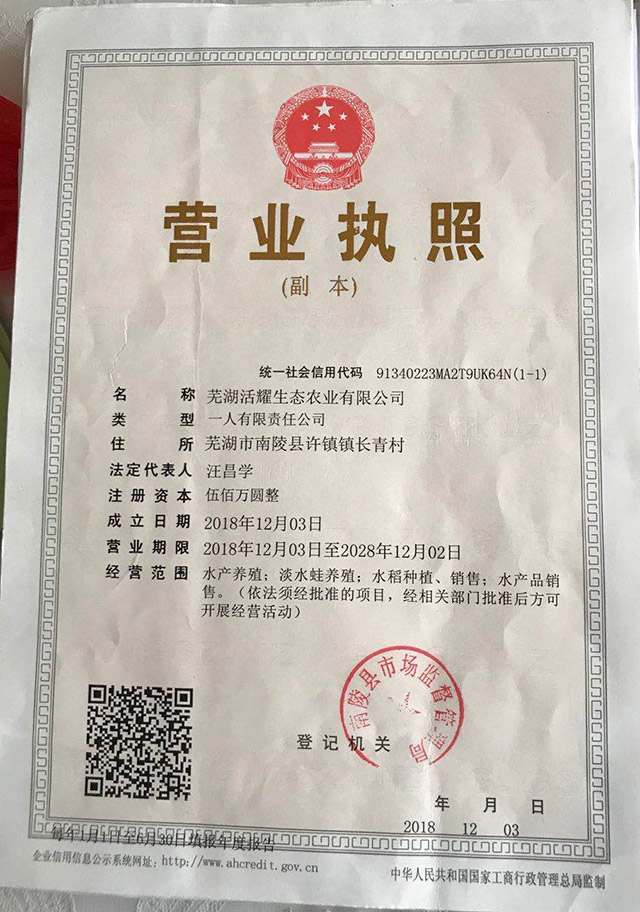 营业执照
(副 本)
统一社会信用代码 91340223MA2T9UK64N(1-1)
名 称 芜湖活耀生态农业有限公司
类 型 一人有限责任公司
住 所 芜湖市南陵县许镇镇长青村
法定代表人 汪昌学
注册资本 伍佰万圆整
成立日期 2018年12月03日
营业期限 2018年12月03日至2028年12月02日
经营范围 水产养殖；淡水蛙养殖；水稻种植、销售；水产品销
售。（依法须经批准的项目，经相关部门批准后方可
开展经营活动）
南陵县市场监督管理局
登记机关
年 月 日
2018 12 03
每年1月1日至6月30日填报年度报告
企业信用信息公示系统网址：http://www.ahcredit.gov.cn
中华人民共和国国家工商行政管理总局监制